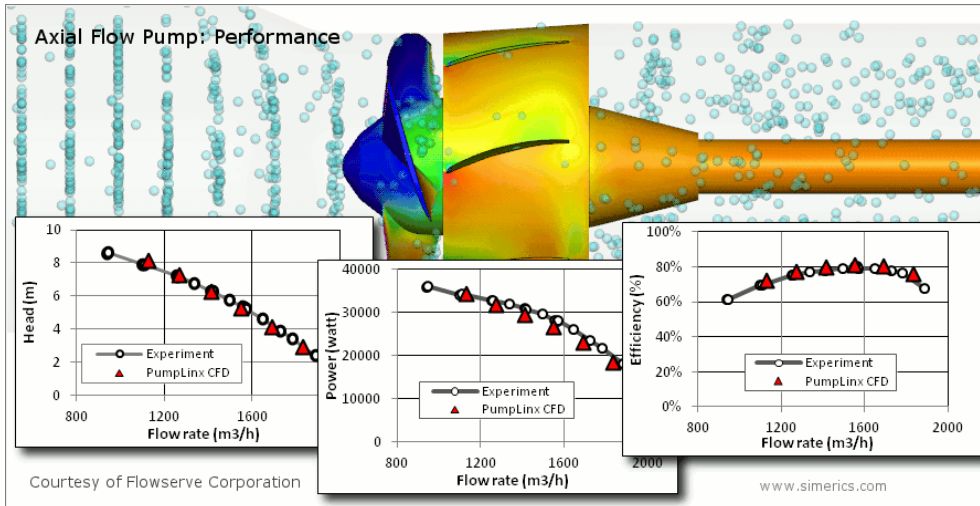 Axial Flow Pump: Performance
10
8
6
4
2
0
Head (m)
Experiment
PumpLinx CFD
800
1200
1600
Flow rate (m3/h)
40000
30000
20000
10000
0
Power (watt)
Experiment
PumpLinx CFD
800
1200
1600
2000
Flow rate (m3/h)
100%
80%
60%
40%
20%
0%
Efficiency (%)
Experiment
PumpLinx CFD
800
1200
1600
2000
Flow rate (m3/h)
Courtesy of Flowserve Corporation
www.simerics.com